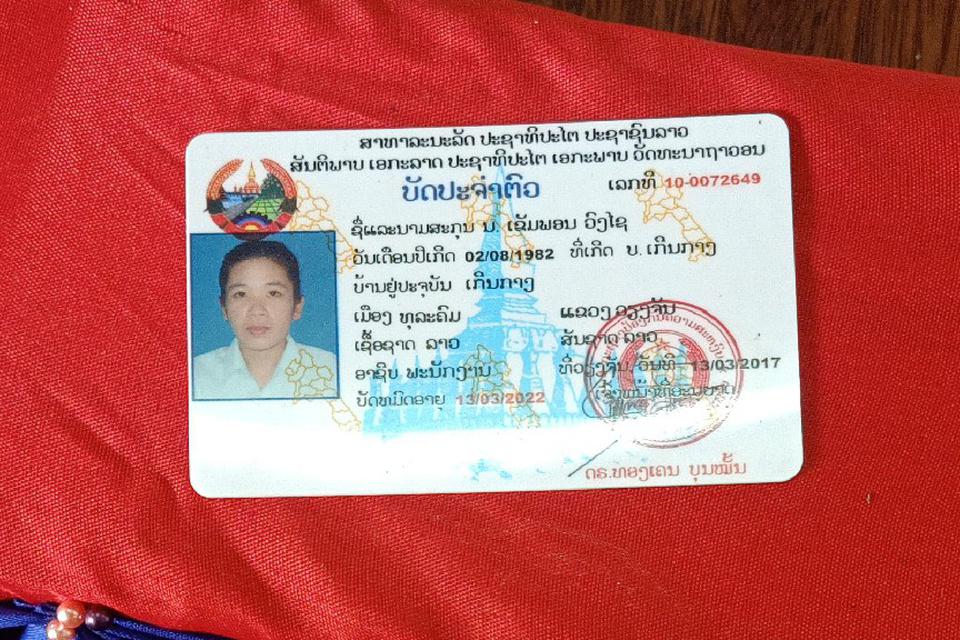 ສາທາລະນະລັດ ປະຊາທິປະໄຕ ປະຊາຊົນລາວ
ສັນຕິພາບ ເອກະລາດ ປະຊາທິປະໄຕ ເອກະພາບ ວັດທະນາຖາວອນ
ບັດປະຈຳຕົວ
ເລກທີ 10-0072649
ຊື່ແລະນາມສະກຸນ ນ. ເຂັມພອນ ວົງໄຊ
ວັນເດືອນປີເກີດ 02/08/1982 ທີ່ເກີດ ບ. ເກີນກາງ
ບ້ານຢູ່ປະຈຸບັນ ເກີນກາງ
ເມືອງ ທຸລະຄົມ ແຂວງ ວຽງຈັນ
ເຊື້ອຊາດ ລາວ ສັນຊາດ ລາວ
ອາຊີບ ພະນັກງານ ທີ່ວຽງຈັນ, ວັນທີ 13/03/2017
ບັດໝົດອາຍຸ 13/03/2022
ດຣ.ທອງເຄນ ບຸນໝັ້ນ